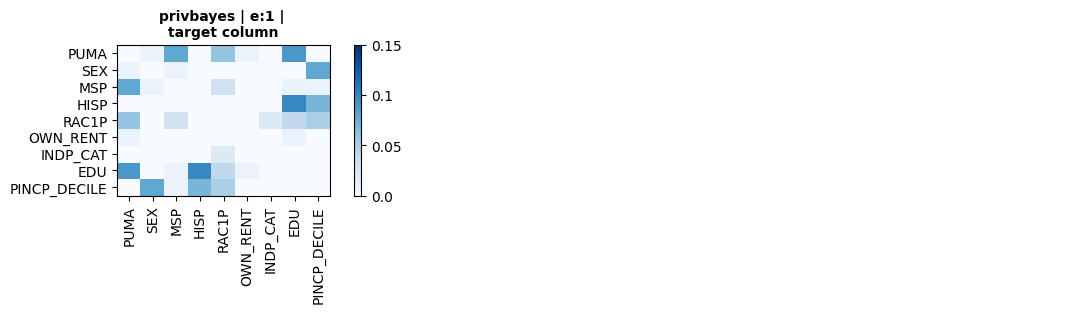 privbayes | e:1 |
target column
PUMA
SEX
MSP
HISP
RAC1P
OWN_RENT
INDP_CAT
EDU
PINCP_DECILE
0.15
0.1
0.05
0.0
PUMA
SEX
MSP
HISP
RAC1P
OWN_RENT
INDP_CAT
EDU
PINCP_DECILE